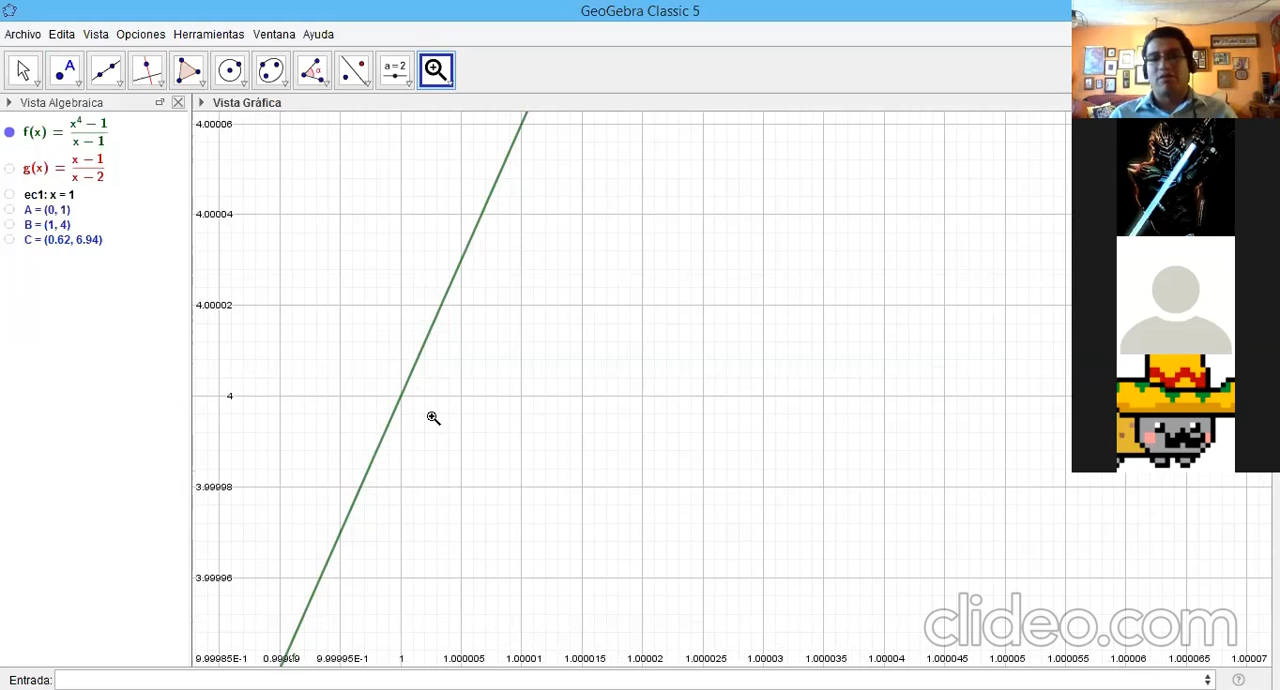 GeoGebra Classic 5
Archivo Edita Vista Opciones Herramientas Ventana Ayuda
A α a = 2
Vista Algebraica
Vista Gráfica
f(x) = x⁴ − 1 / x − 1
g(x) = x − 1 / x − 2
ec1: x = 1
A = (0, 1)
B = (1, 4)
C = (0.62, 6.94)
4.00006
4.00004
4.00002
4
3.99998
3.99996
9.99985E-1 0.99999 9.99995E-1 1 1.000005 1.00001 1.000015 1.00002 1.000025 1.00003 1.000035 1.00004 1.000045 1.00005 1.000055 1.00006 1.000065 1.00007
clideo.com
Entrada: